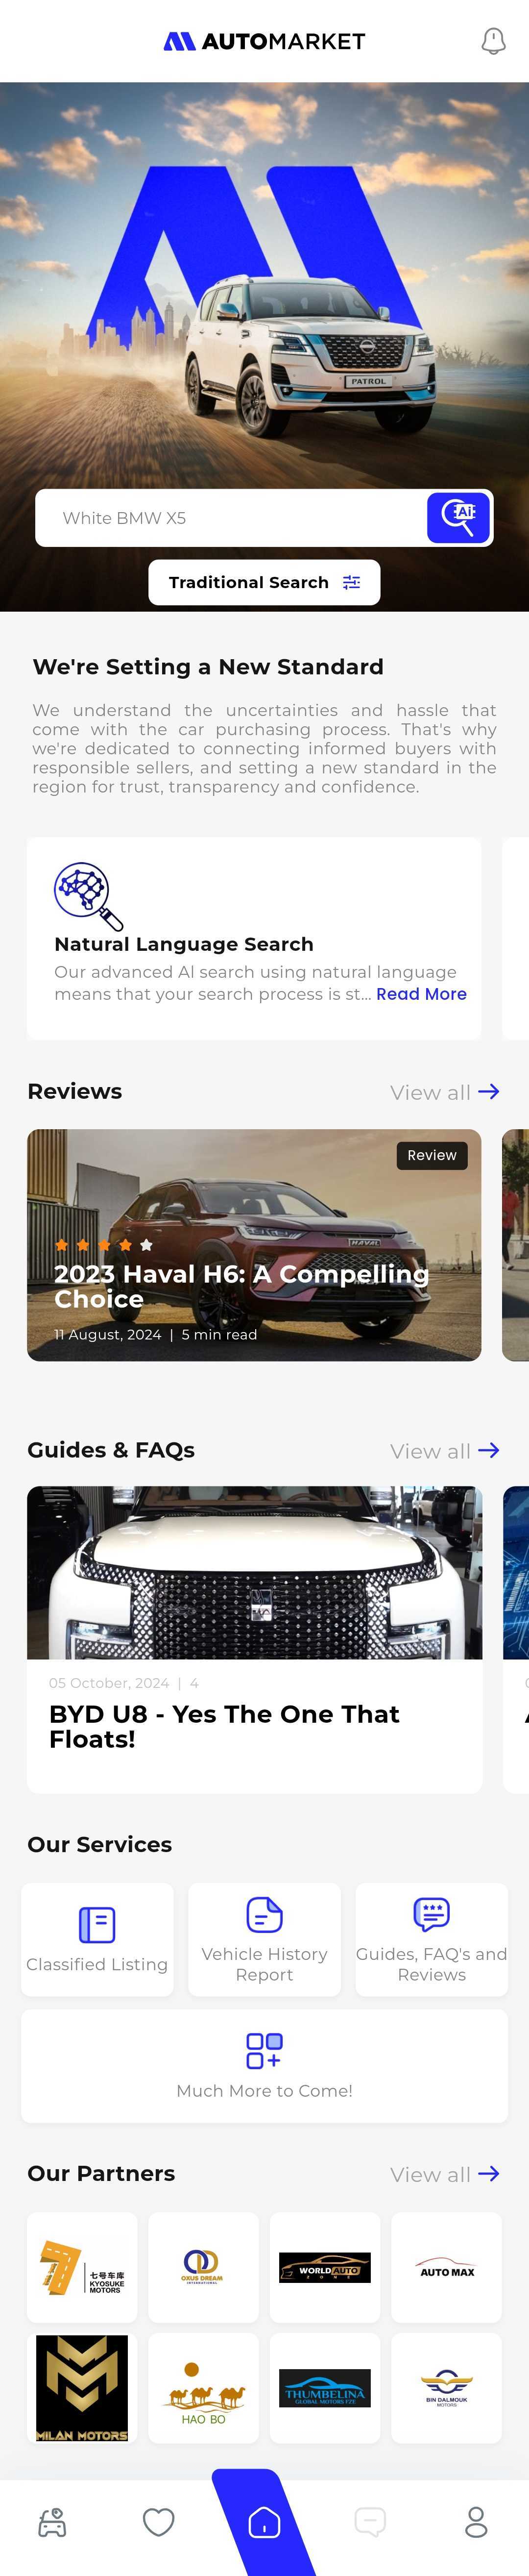 AUTOMARKET
PATROL
White BMW X5
AI
Traditional Search
We're Setting a New Standard
We understand the uncertainties and hassle that
come with the car purchasing process. That's why
we're dedicated to connecting informed buyers with
responsible sellers, and setting a new standard in the
region for trust, transparency and confidence.
Natural Language Search
Our advanced AI search using natural language
means that your search process is st... Read More
Reviews
View all
Review
HAVAL
2023 Haval H6: A Compelling
Choice
11 August, 2024 | 5 min read
Guides & FAQs
View all
05 October, 2024 | 4
BYD U8 - Yes The One That
Floats!
Our Services
Classified Listing
Vehicle History
Report
Guides, FAQ's and
Reviews
Much More to Come!
Our Partners
View all
七号车库
KYOSUKE
MOTORS
OXUS DREAM
INTERNATIONAL
WORLD AUTO
ZONE
AUTO MAX
MILAN MOTORS
HAO BO
THUMBELINA
GLOBAL MOTORS FZE
BIN DALMOUK
MOTORS